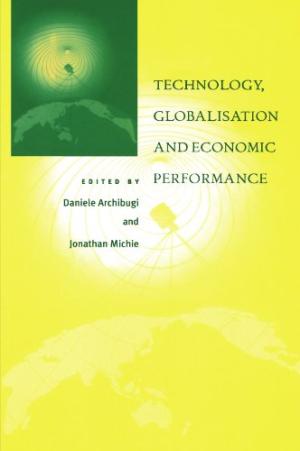 TECHNOLOGY,
GLOBALISATION
AND ECONOMIC
PERFORMANCE
EDITED BY
Daniele Archibugi
and
Jonathan Michie